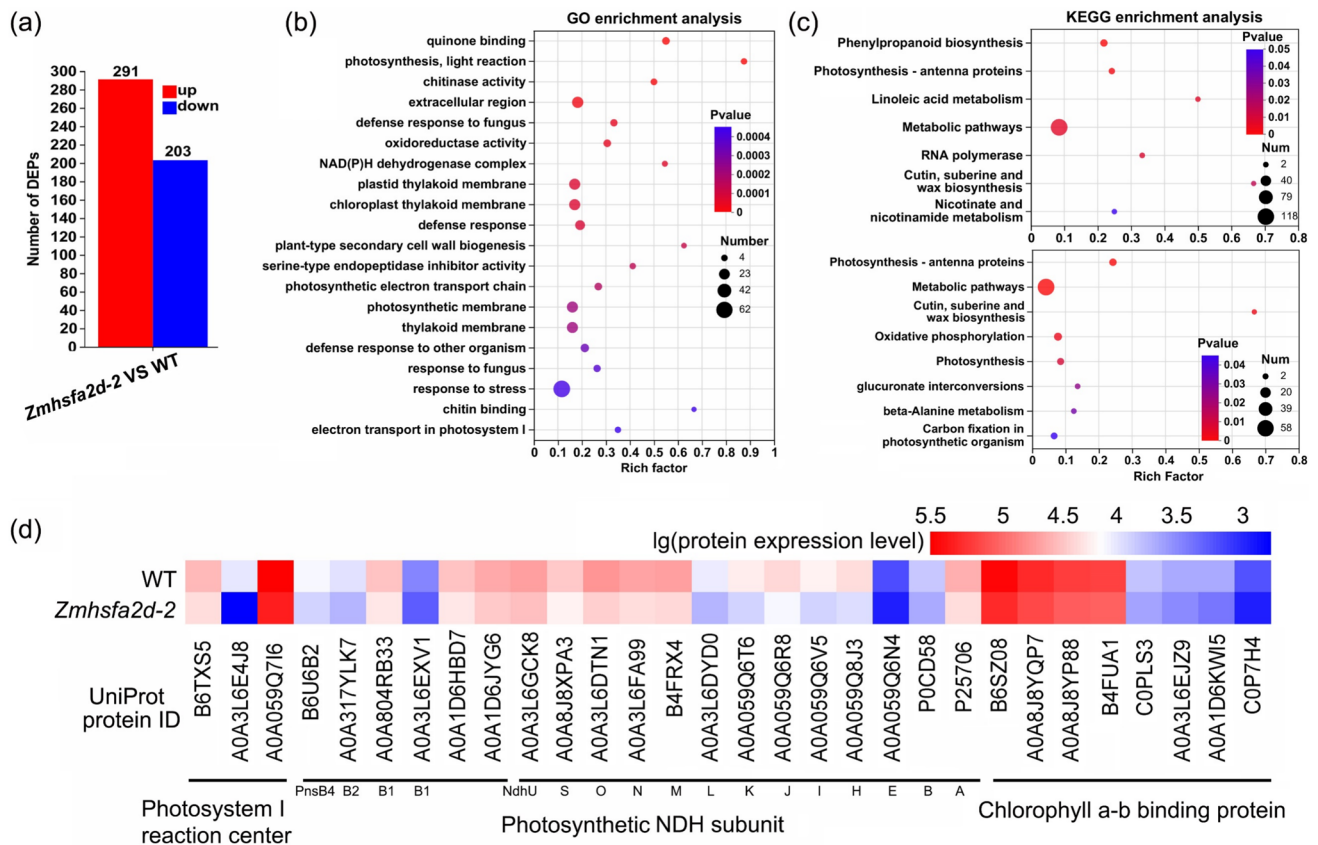 (a)
Number of DEPs
300
280
260
240
220
200
180
160
140
120
100
80
60
40
20
0
291
203
up
down
Zmhsfa2d-2 VS WT
(b)
GO enrichment analysis
quinone binding
photosynthesis, light reaction
chitinase activity
extracellular region
defense response to fungus
oxidoreductase activity
NAD(P)H dehydrogenase complex
plastid thylakoid membrane
chloroplast thylakoid membrane
defense response
plant-type secondary cell wall biogenesis
serine-type endopeptidase inhibitor activity
photosynthetic electron transport chain
photosynthetic membrane
thylakoid membrane
defense response to other organism
response to fungus
response to stress
chitin binding
electron transport in photosystem I
0 0.1 0.2 0.3 0.4 0.5 0.6 0.7 0.8 0.9 1
Rich factor
Pvalue
0.0004
0.0003
0.0002
0.0001
0
Number
4
23
42
62
(c)
KEGG enrichment analysis
Phenylpropanoid biosynthesis
Photosynthesis - antenna proteins
Linoleic acid metabolism
Metabolic pathways
RNA polymerase
Cutin, suberine and
wax biosynthesis
Nicotinate and
nicotinamide metabolism
0 0.1 0.2 0.3 0.4 0.5 0.6 0.7 0.8
Pvalue
0.05
0.04
0.03
0.02
0.01
0
Num
2
40
79
118
Photosynthesis - antenna proteins
Metabolic pathways
Cutin, suberine and
wax biosynthesis
Oxidative phosphorylation
Photosynthesis
glucuronate interconversions
beta-Alanine metabolism
Carbon fixation in
photosynthetic organism
0 0.1 0.2 0.3 0.4 0.5 0.6 0.7 0.8
Rich Factor
Pvalue
0.04
0.03
0.02
0.01
0
Num
2
20
39
58
(d)
lg(protein expression level)
5.5 5 4.5 4 3.5 3
WT
Zmhsfa2d-2
UniProt
protein ID
B6TXS5
A0A3L6E4J8
A0A059Q7I6
B6U6B2
A0A317YLK7
A0A804RB33
A0A3L6EXV1
A0A1D6HBD7
A0A1D6JYG6
A0A3L6GCK8
A0A8J8XPA3
A0A3L6DTN1
A0A3L6FA99
B4FRX4
A0A3L6DYD0
A0A059Q6T6
A0A059Q6R8
A0A059Q6V5
A0A059Q8J3
A0A059Q6N4
P0CD58
P25706
B6SZ08
A0A8J8YQP7
A0A8J8YP88
B4FUA1
C0PLS3
A0A3L6EJZ9
A0A1D6KWI5
C0P7H4
PnsB4 B2 B1 B1 NdhU S O N M L K J I H E B A
Photosystem I
reaction center
Photosynthetic NDH subunit
Chlorophyll a-b binding protein